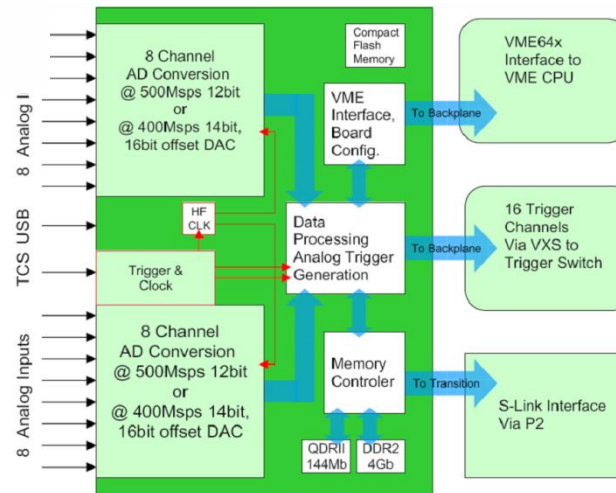 8 Analog I
TCS USB
8 Analog Inputs
8 Channel
AD Conversion
@ 500Msps 12bit
or
@ 400Msps 14bit,
16bit offset DAC
HF
CLK
Trigger &
Clock
8 Channel
AD Conversion
@ 500Msps 12bit
or
@ 400Msps 14bit,
16bit offset DAC
Compact
Flash
Memory
VME
Interface,
Board
Config.
Data
Processing
Analog Trigger
Generation
Memory
Controler
QDRII
144Mb
DDR2
4Gb
To Backplane
To Backplane
To Transition
VME64x
Interface to
VME CPU
16 Trigger
Channels
Via VXS to
Trigger Switch
S-Link Interface
Via P2